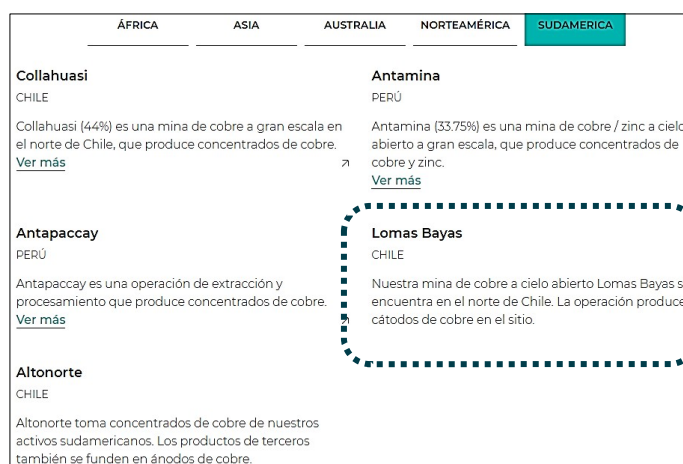 ÁFRICA ASIA AUSTRALIA NORTEAMÉRICA SUDAMERICA
Collahuasi
CHILE
Collahuasi (44%) es una mina de cobre a gran escala en
el norte de Chile, que produce concentrados de cobre.
Ver más
Antamina
PERÚ
Antamina (33.75%) es una mina de cobre / zinc a cielo
abierto a gran escala, que produce concentrados de
cobre y zinc.
Ver más
Antapaccay
PERÚ
Antapaccay es una operación de extracción y
procesamiento que produce concentrados de cobre.
Ver más
Lomas Bayas
CHILE
Nuestra mina de cobre a cielo abierto Lomas Bayas s
encuentra en el norte de Chile. La operación produce
cátodos de cobre en el sitio.
Altonorte
CHILE
Altonorte toma concentrados de cobre de nuestros
activos sudamericanos. Los productos de terceros
también se funden en ánodos de cobre.